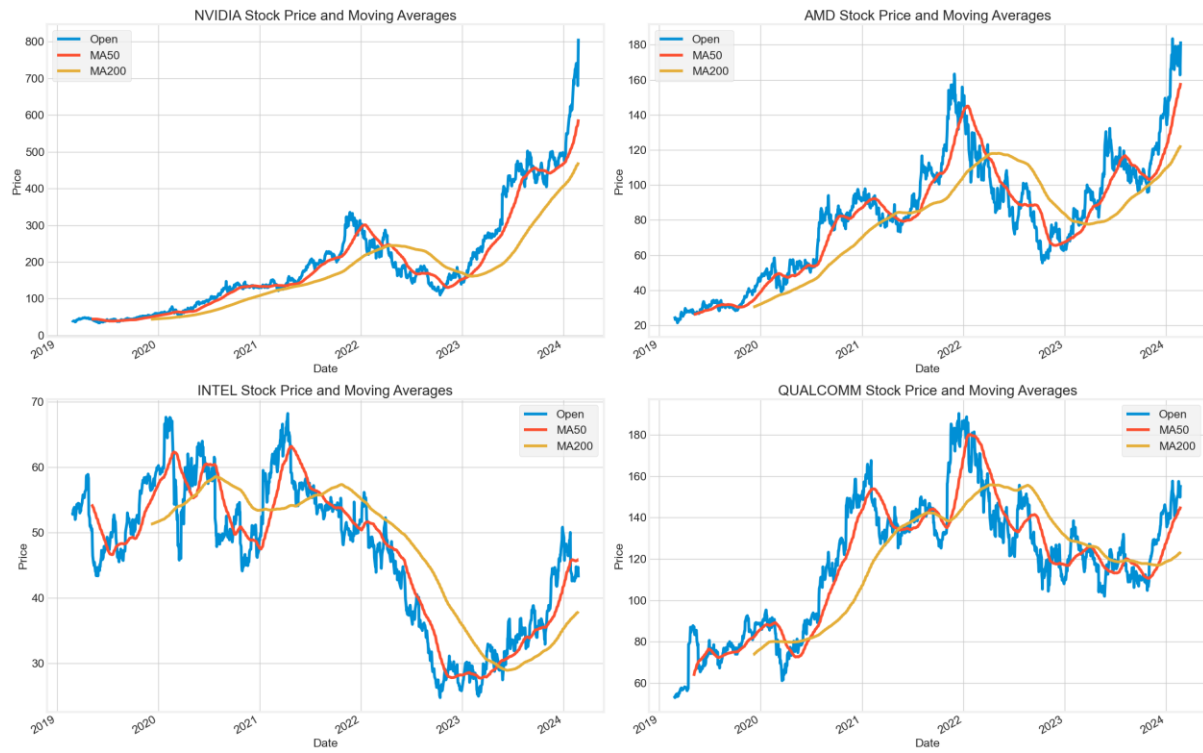 NVIDIA Stock Price and Moving Averages
Open
MA50
MA200
Price
800
700
600
500
400
300
200
100
0
2019
2020
2021
2022
2023
2024
Date
AMD Stock Price and Moving Averages
Open
MA50
MA200
Price
180
160
140
120
100
80
60
40
20
2019
2020
2021
2022
2023
2024
Date
INTEL Stock Price and Moving Averages
Open
MA50
MA200
Price
70
60
50
40
30
2019
2020
2021
2022
2023
2024
Date
QUALCOMM Stock Price and Moving Averages
Open
MA50
MA200
Price
180
160
140
120
100
80
60
2019
2020
2021
2022
2023
2024
Date